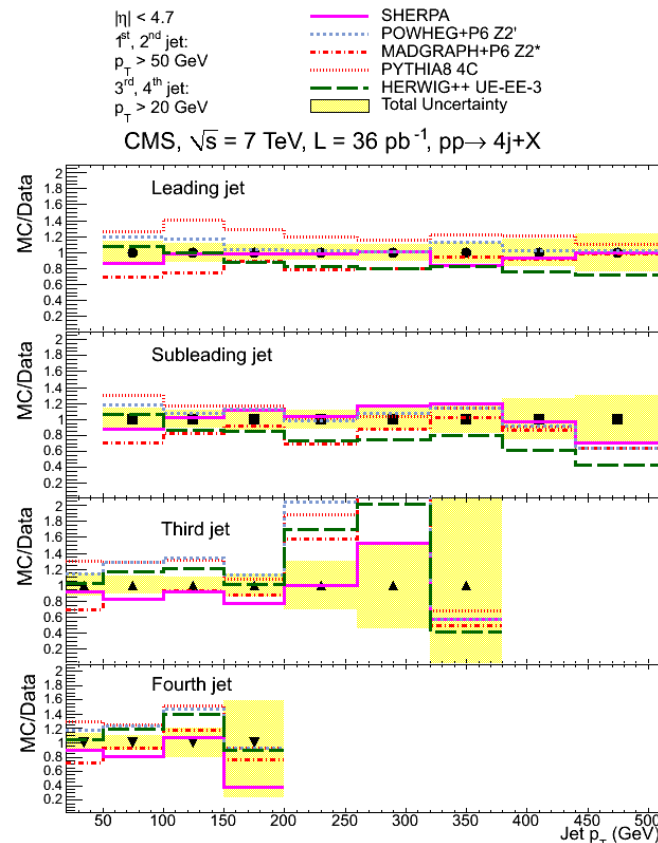 |η| < 4.7
1st, 2nd jet:
pT > 50 GeV
3rd, 4th jet:
pT > 20 GeV
SHERPA
POWHEG+P6 Z2'
MADGRAPH+P6 Z2*
PYTHIA8 4C
HERWIG++ UE-EE-3
Total Uncertainty
CMS, √s = 7 TeV, L = 36 pb-1, pp→ 4j+X
MC/Data
2
1.8
1.6
1.4
1.2
1
0.8
0.6
0.4
0.2
Leading jet
MC/Data
2
1.8
1.6
1.4
1.2
1
0.8
0.6
0.4
0.2
Subleading jet
MC/Data
2
1.8
1.6
1.4
1.2
1
0.8
0.6
0.4
0.2
Third jet
MC/Data
2
1.8
1.6
1.4
1.2
1
0.8
0.6
0.4
0.2
Fourth jet
50 100 150 200 250 300 350 400 450 500
Jet pT (GeV)